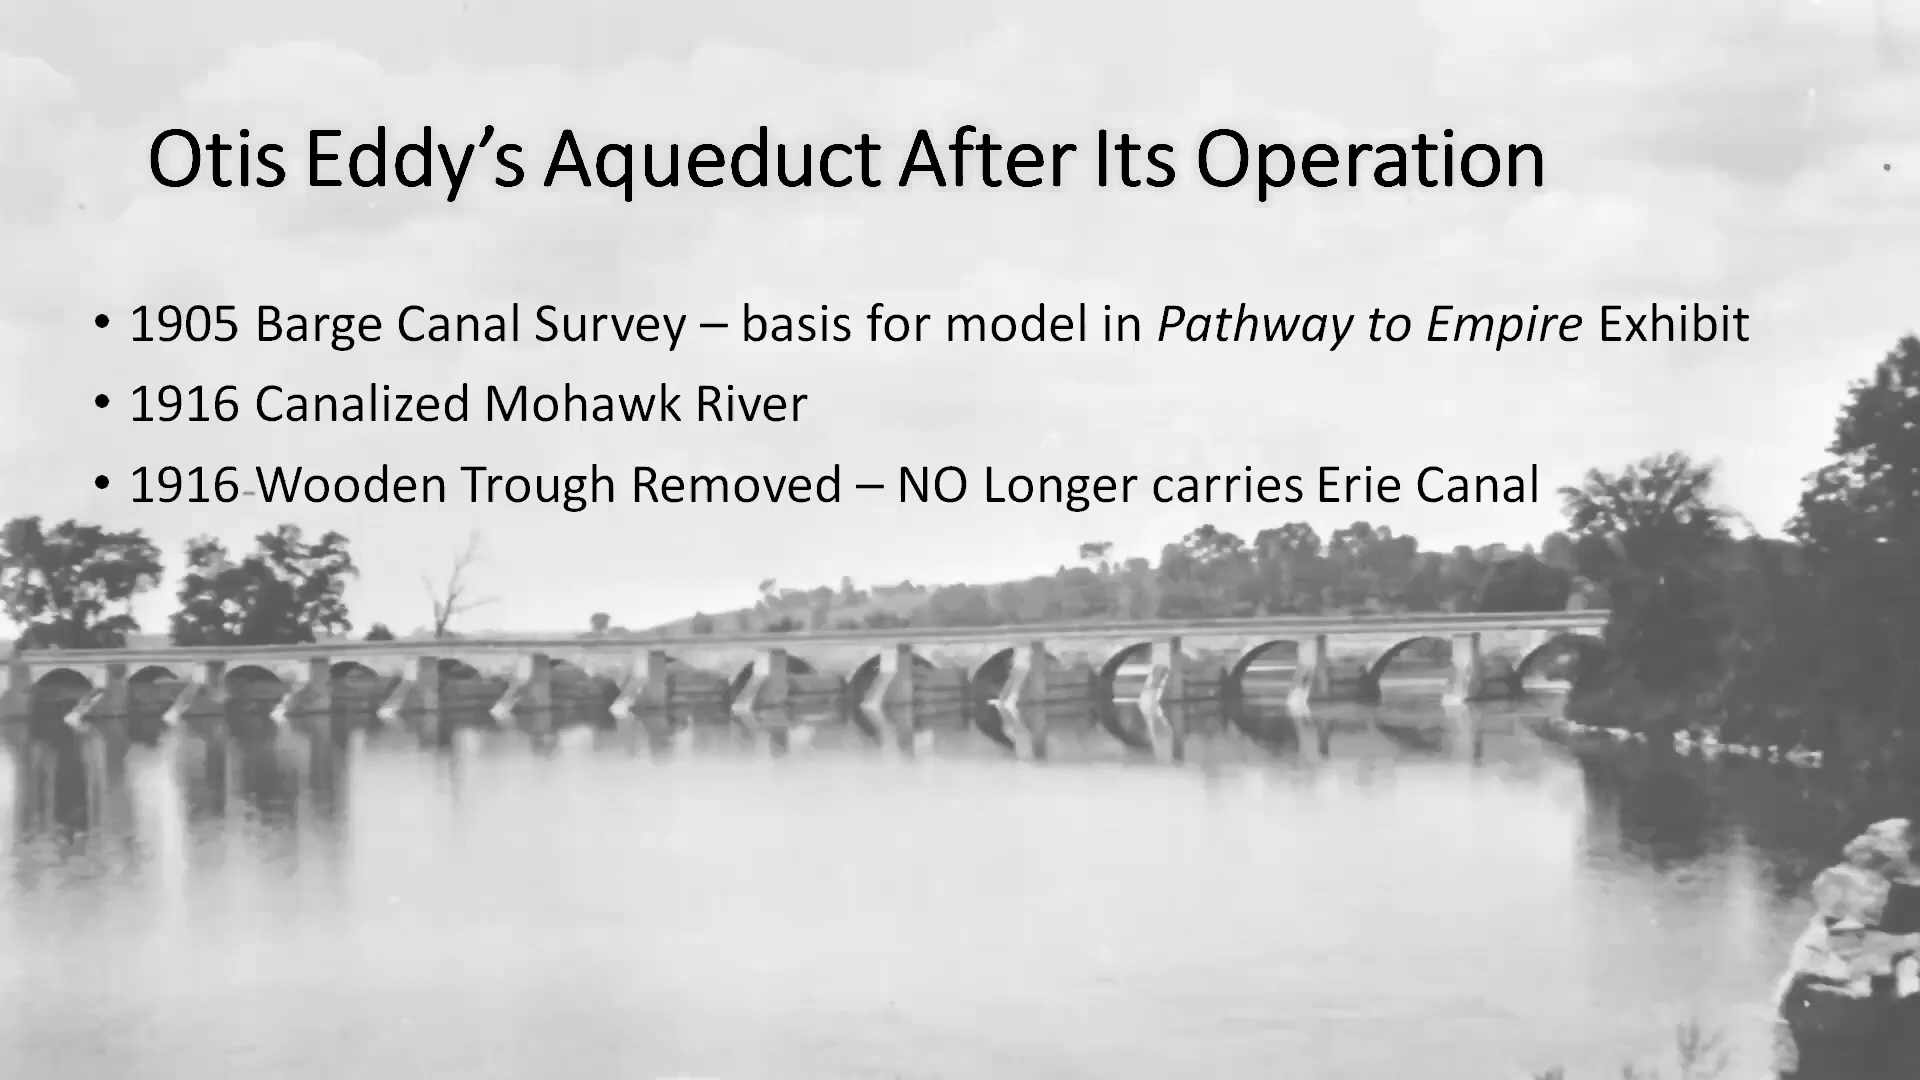 Otis Eddy’s Aqueduct After Its Operation
• 1905 Barge Canal Survey – basis for model in Pathway to Empire Exhibit
• 1916 Canalized Mohawk River
• 1916-Wooden Trough Removed – NO Longer carries Erie Canal